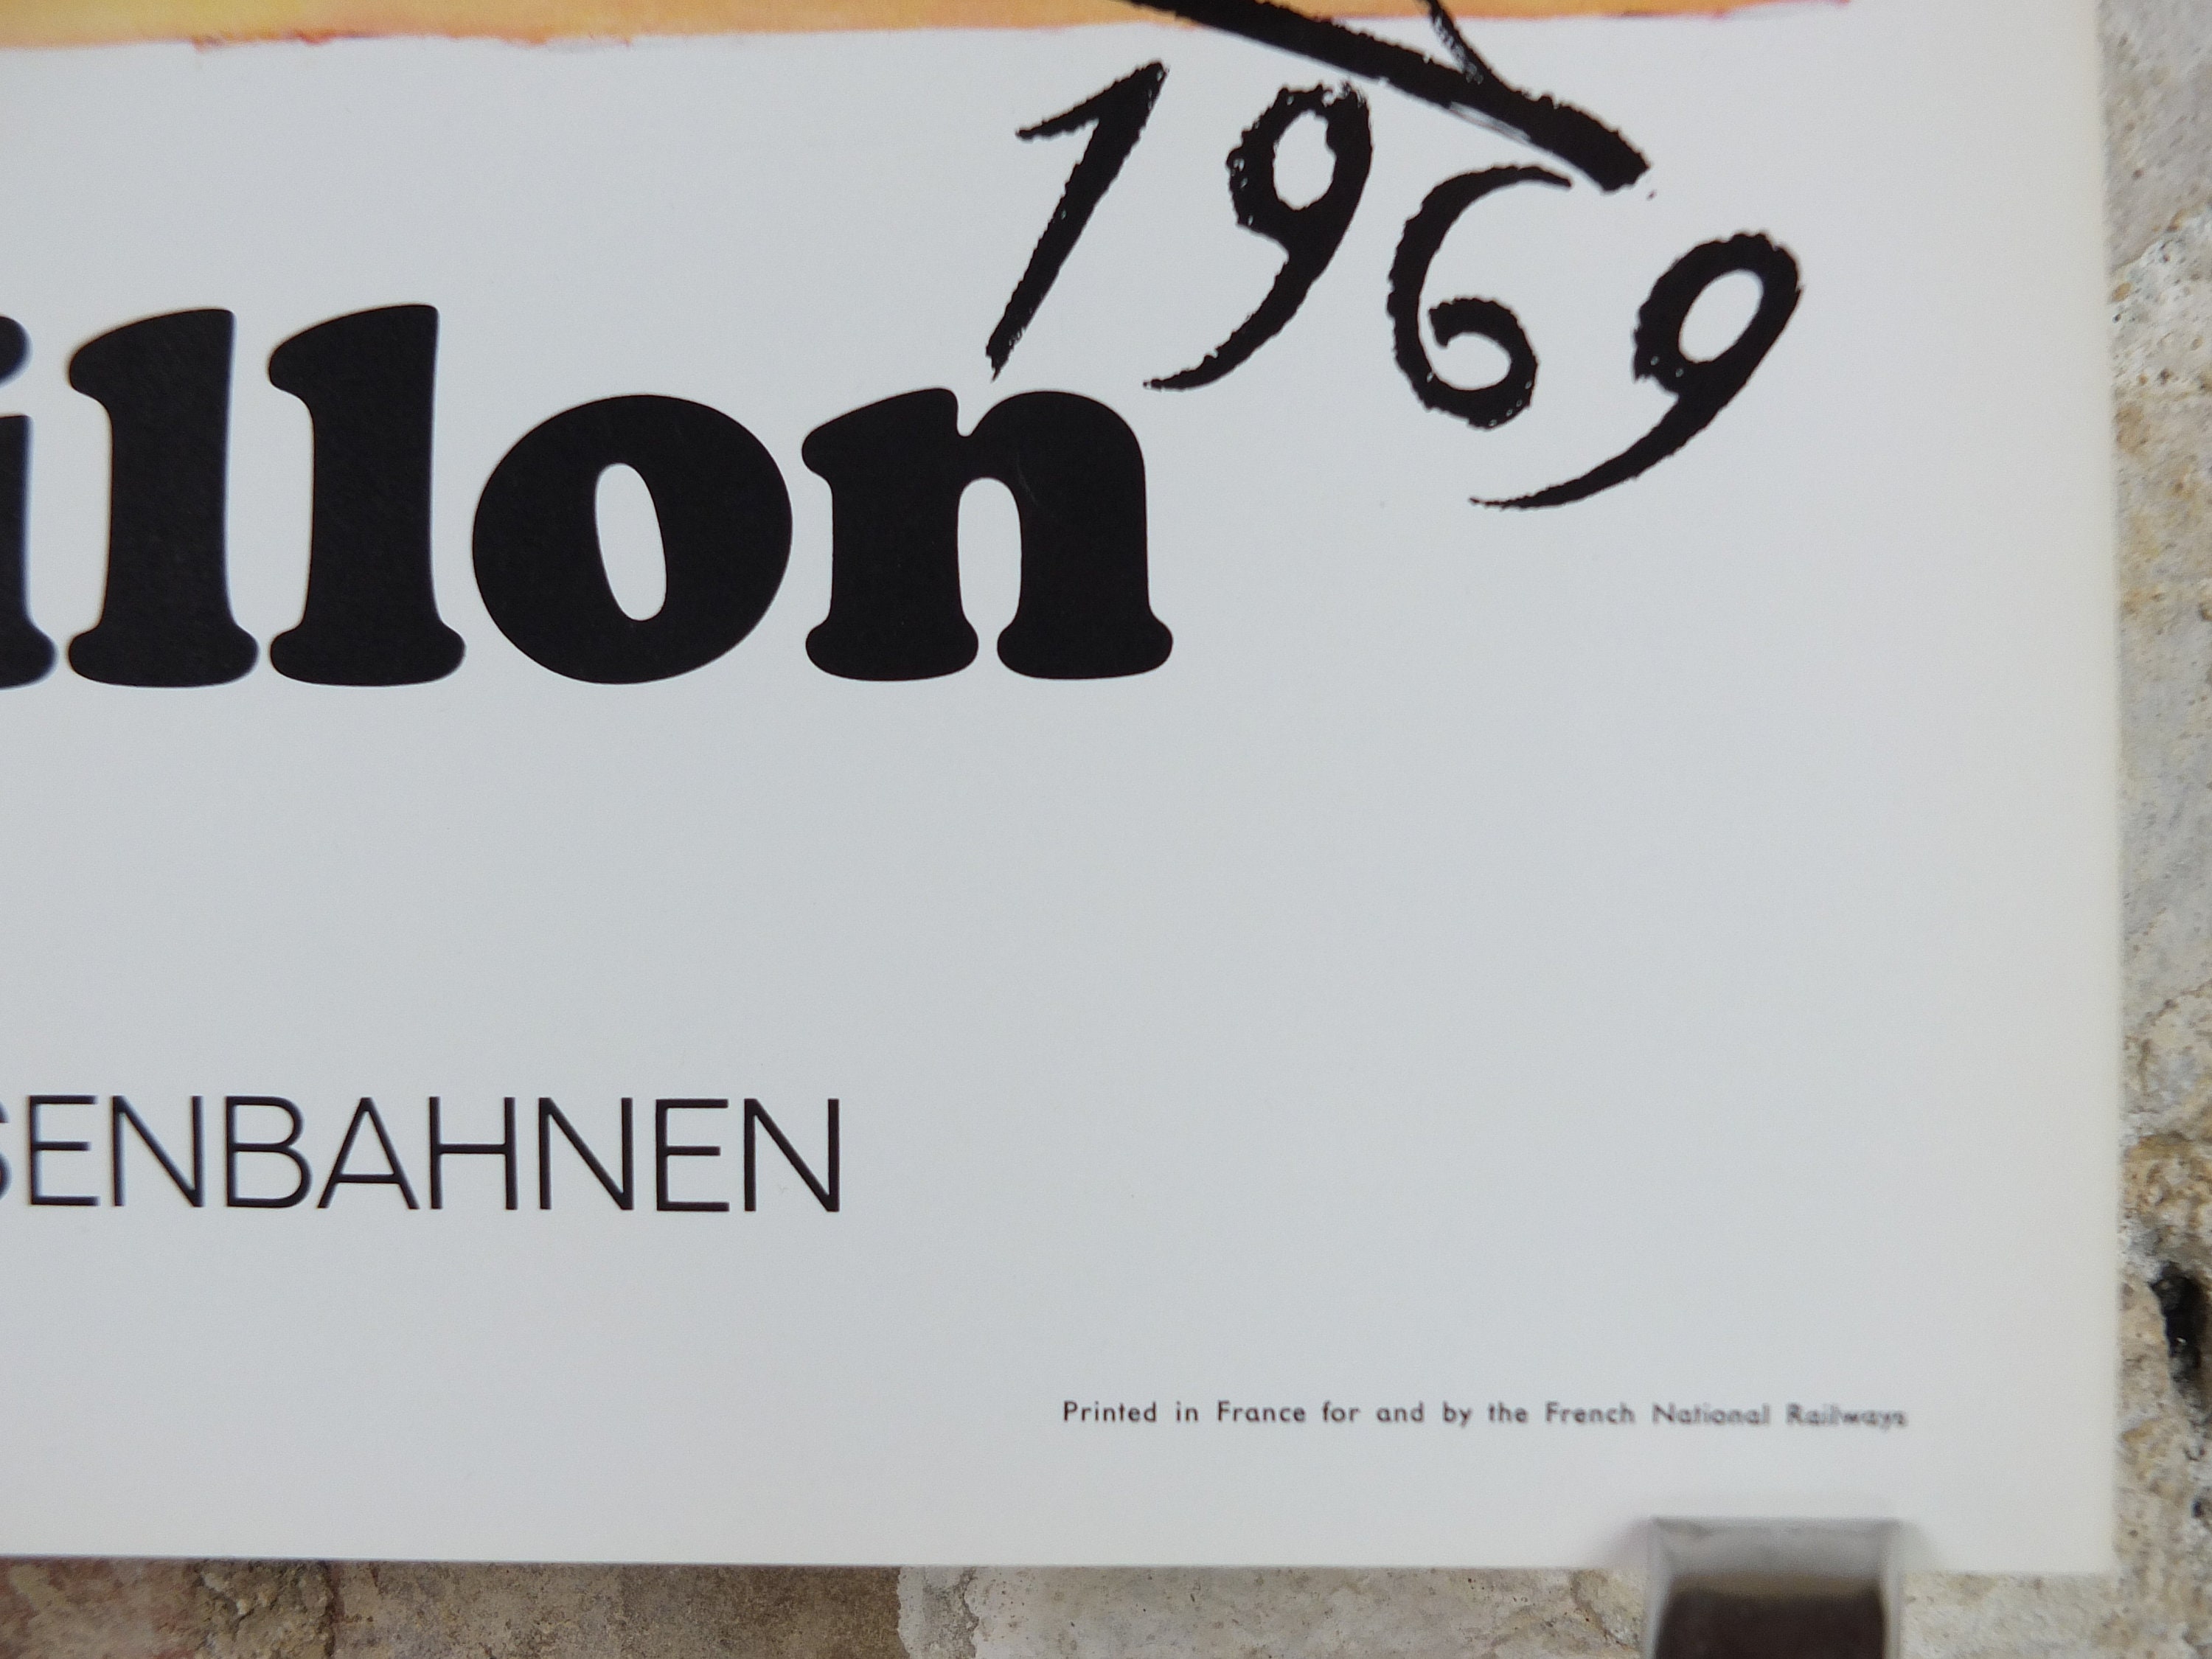 1969
illon
SENBAHNEN
Printed in France for and by the French National Railways